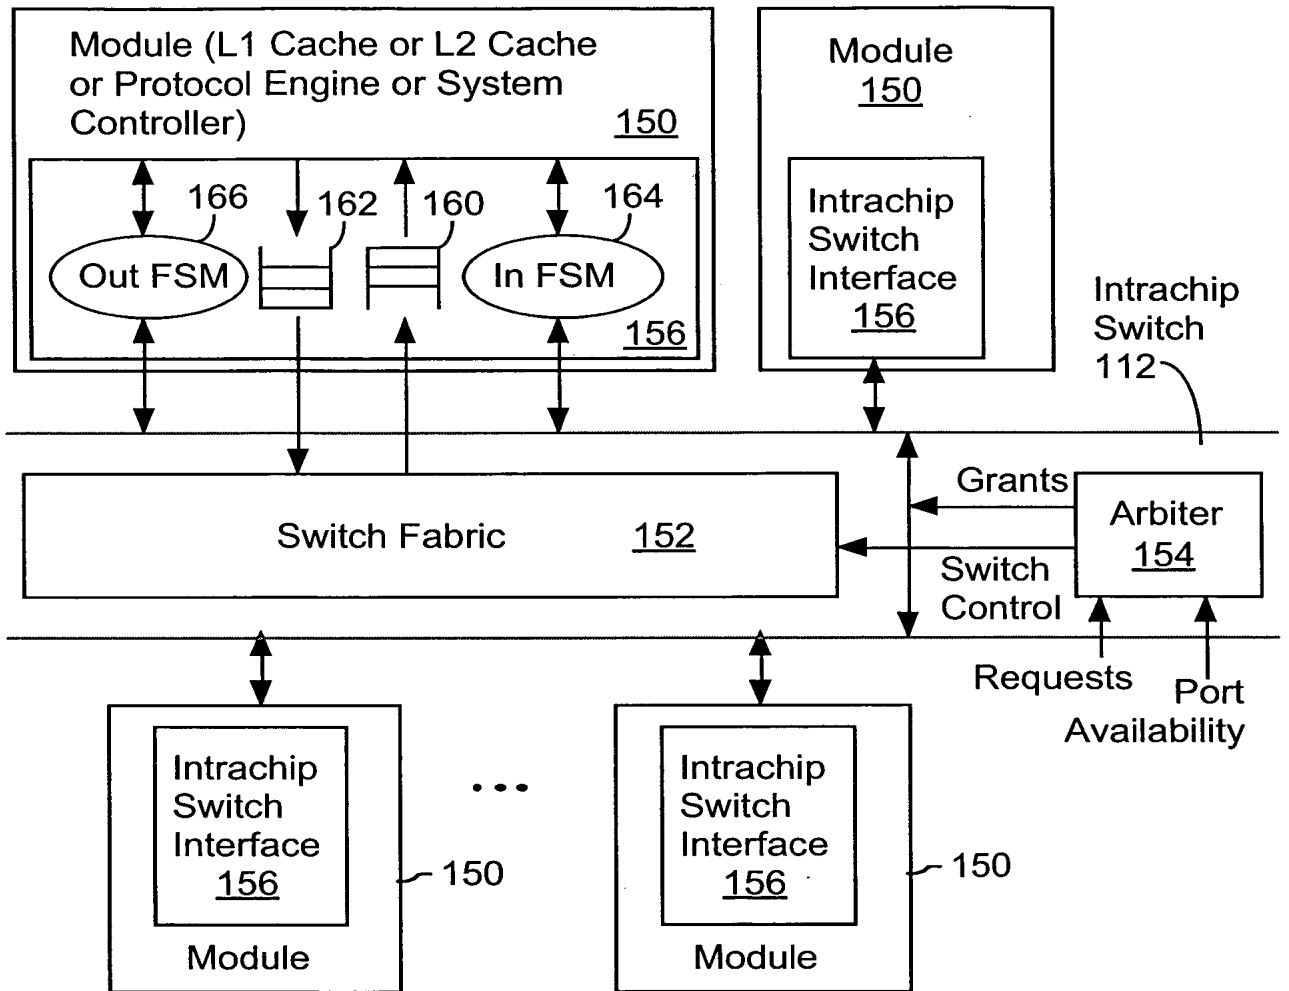 Module (L1 Cache or L2 Cache
or Protocol Engine or System
Controller)
150
166
162
160
164
Out FSM
In FSM
156
Module
150
Intrachip
Switch
Interface
156
Intrachip
Switch
112
Grants
Arbiter
154
Switch Fabric 152
Switch
Control
Requests
Port
Availability
Intrachip
Switch
Interface
156
150
Module
Intrachip
Switch
Interface
156
150
Module